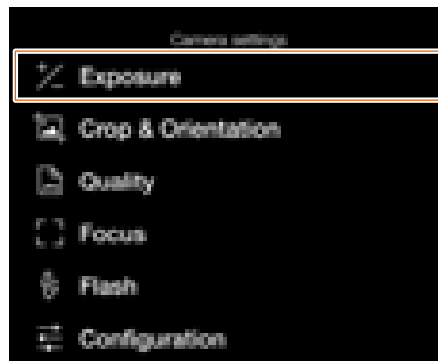 Camera settings
Exposure
Crop & Orientation
Quality
Focus
Flash
Configuration